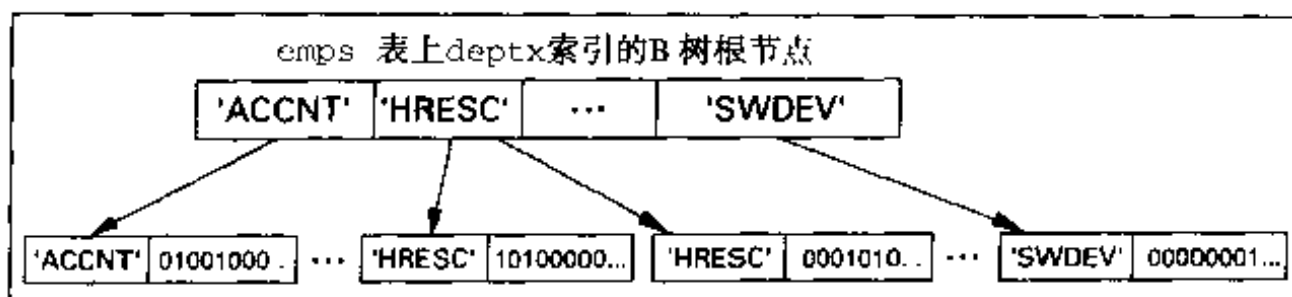 emps 表上deptx索引的B 树根节点
'ACCNT' 'HRESC' ... 'SWDEV'
'ACCNT' 01001000. ... 'HRESC' 10100000... 'HRESC' 0001010.. ... 'SWDEV' 00000001...